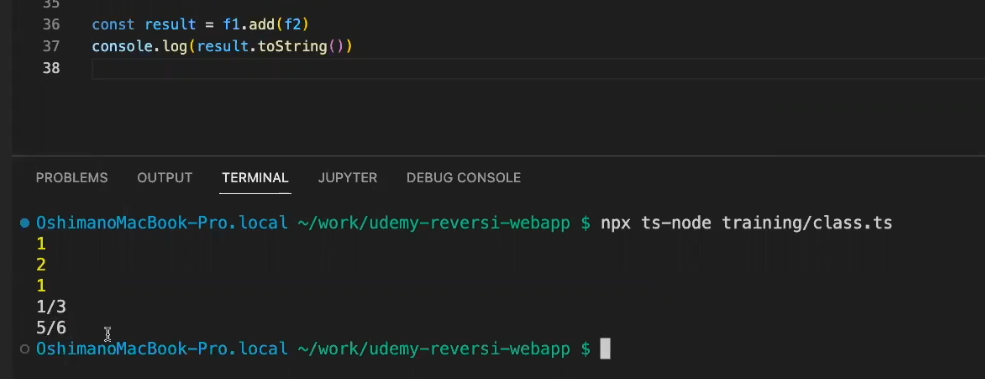 35
36 const result = f1.add(f2)
37 console.log(result.toString())
38
PROBLEMS OUTPUT TERMINAL JUPYTER DEBUG CONSOLE
OshimanoMacBook-Pro.local ~/work/udemy-reversi-webapp $ npx ts-node training/class.ts
1
2
1
1/3
5/6
OshimanoMacBook-Pro.local ~/work/udemy-reversi-webapp $